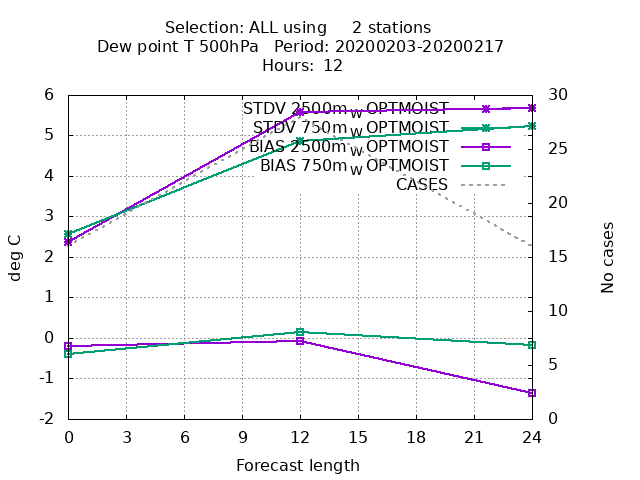 Selection: ALL using     2 stations
Dew point T 500hPa   Period: 20200203-20200217
Hours:  12
6
5
4
3
2
1
0
-1
-2
30
25
20
15
10
5
0
deg C
No cases
STDV 2500m_W OPTMOIST
STDV 750m_W OPTMOIST
BIAS 2500m_W OPTMOIST
BIAS 750m_W OPTMOIST
CASES
0 3 6 9 12 15 18 21 24
Forecast length